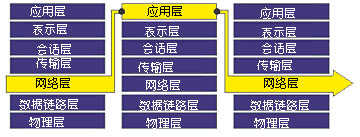 应用层 应用层 应用层
表示层 表示层 表示层
会话层 会话层 会话层
传输层 传输层 传输层
网络层 网络层 网络层
数据链路层 数据链路层 数据链路层
物理层 物理层 物理层